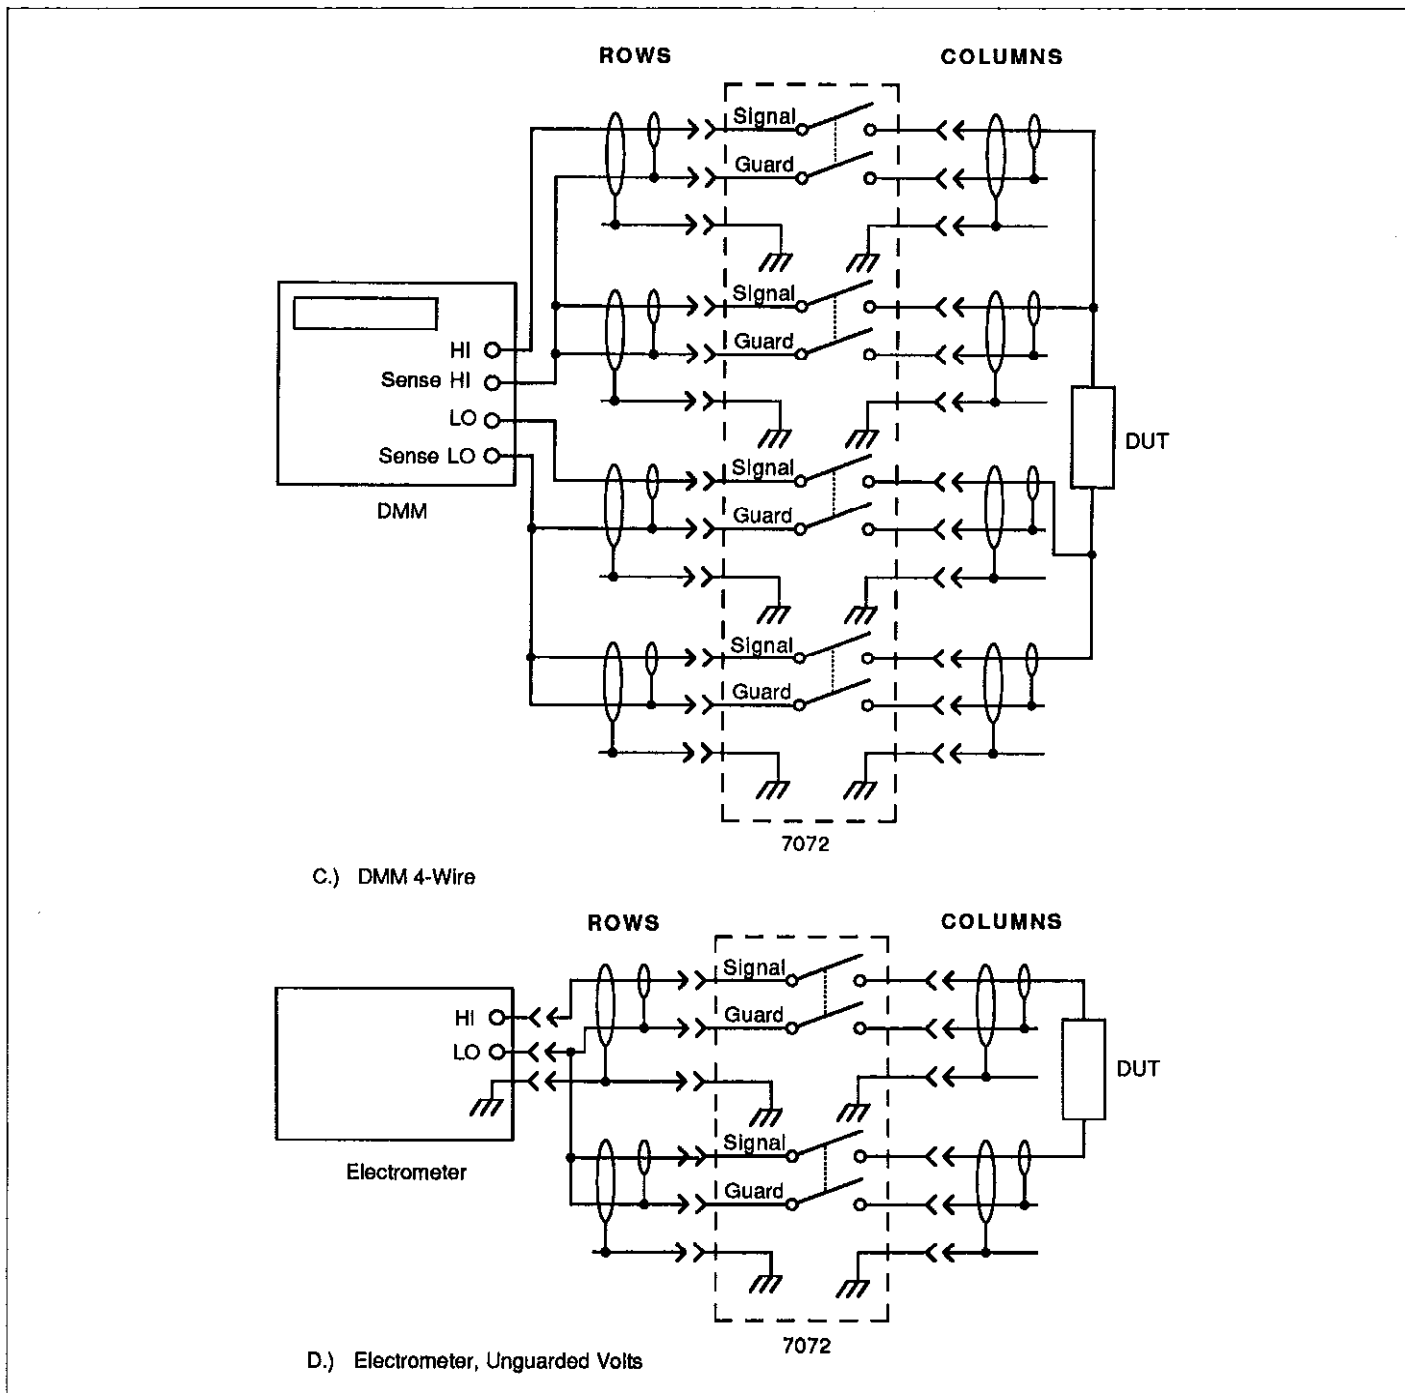 ROWS
COLUMNS
Signal
Guard
Signal
Guard
HI
Sense HI
LO
Sense LO
DMM
DUT
Signal
Guard
Signal
Guard
7072
C.) DMM 4-Wire
ROWS
COLUMNS
Signal
HI
Guard
LO
DUT
Signal
Electrometer
Guard
7072
D.) Electrometer, Unguarded Volts